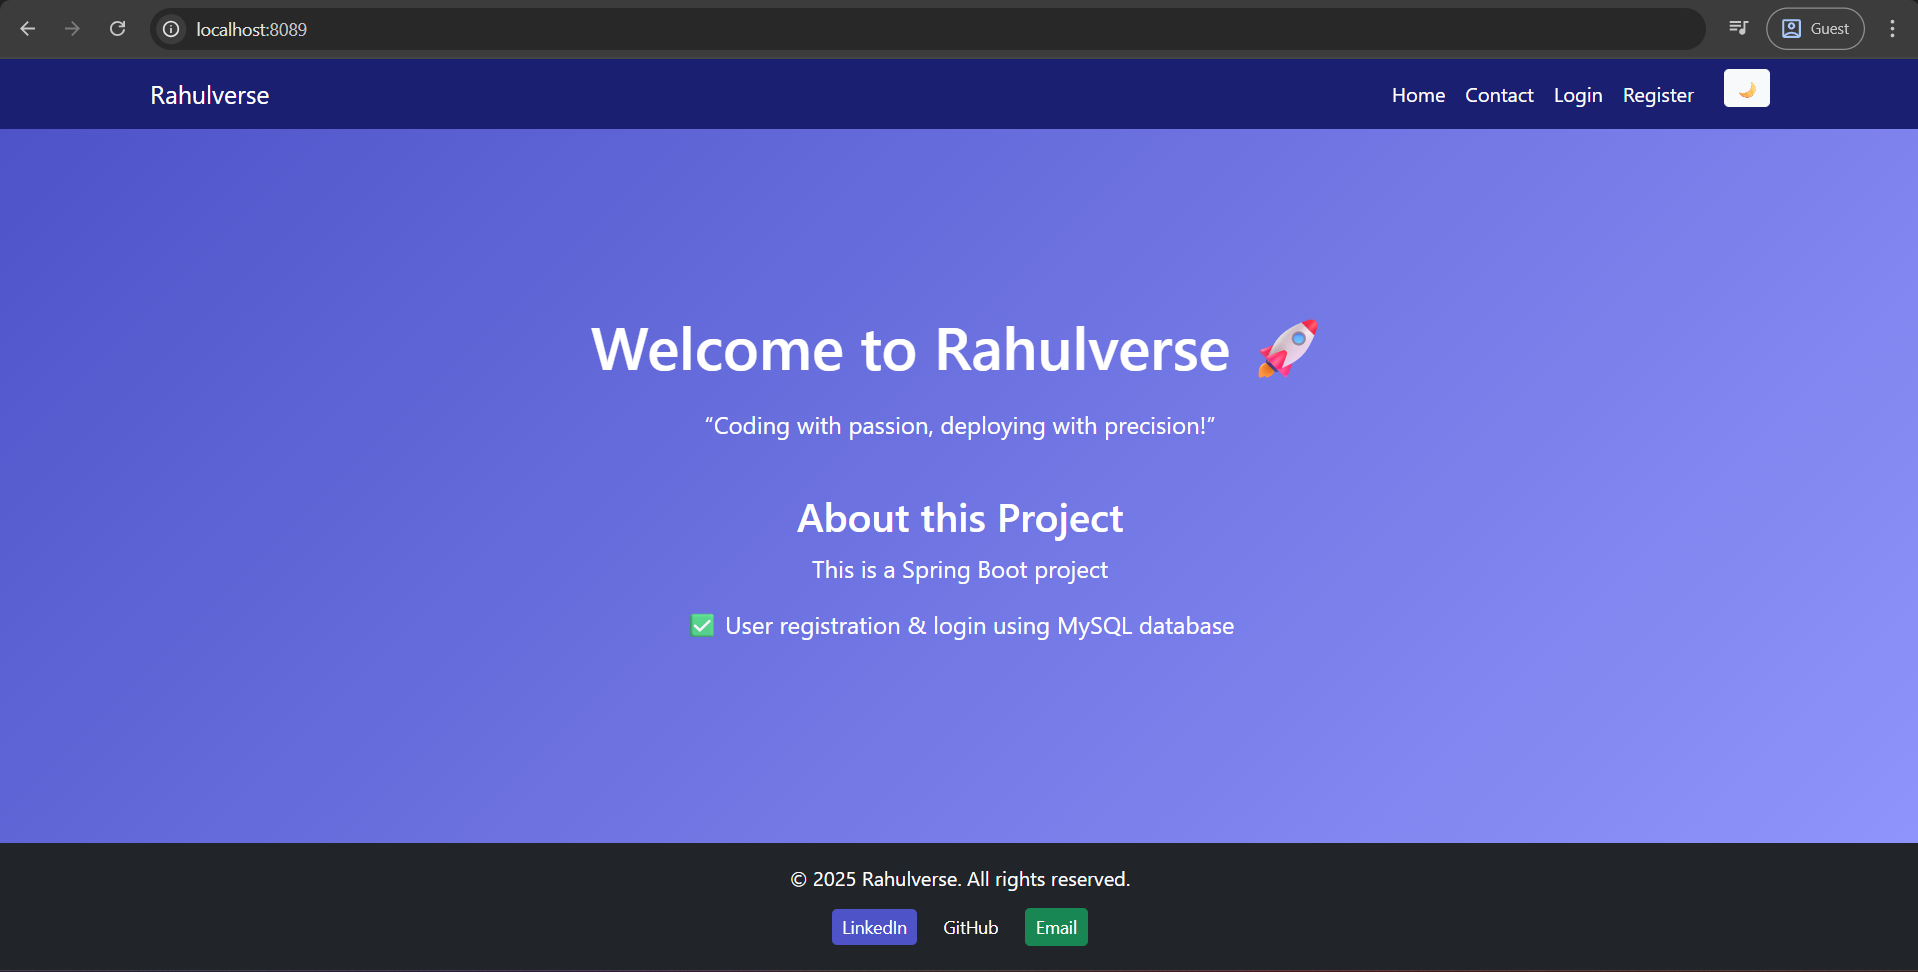 localhost:8089
Guest
Rahulverse
Home Contact Login Register 🌙
Welcome to Rahulverse 🚀
“Coding with passion, deploying with precision!”
About this Project
This is a Spring Boot project
✅ User registration & login using MySQL database
© 2025 Rahulverse. All rights reserved.
LinkedIn GitHub Email